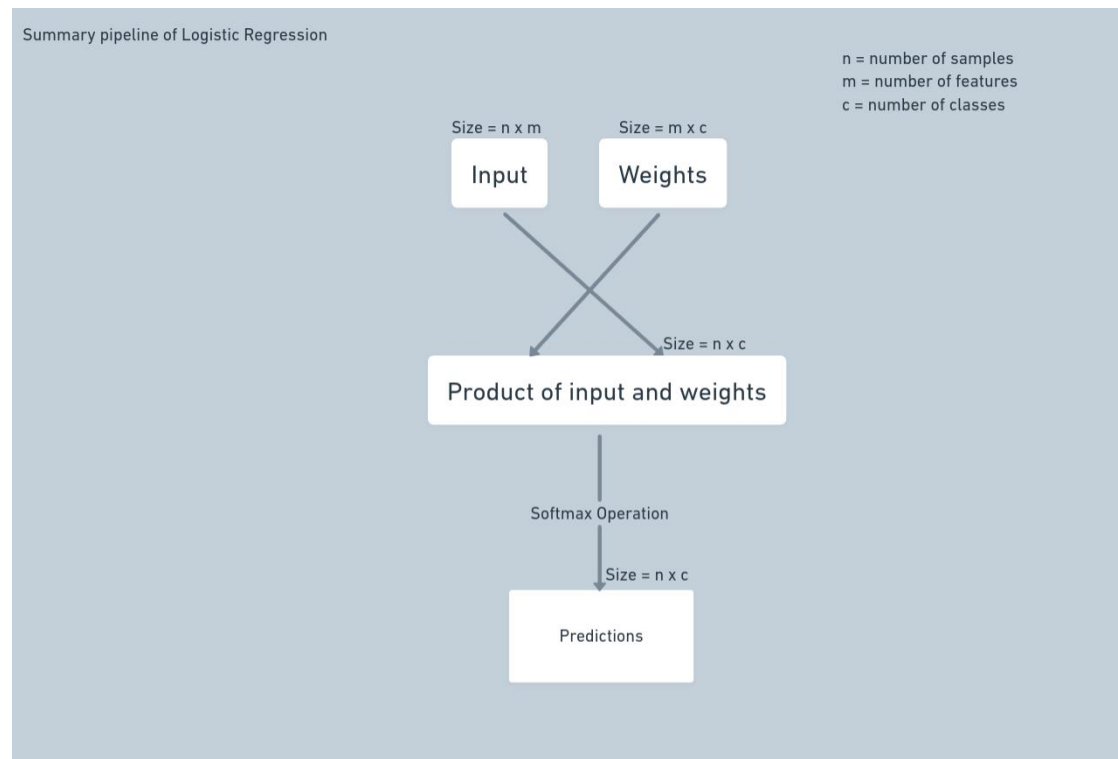 Summary pipeline of Logistic Regression
n = number of samples
m = number of features
c = number of classes
Size = n x m
Size = m x c
Input
Weights
Size = n x c
Product of input and weights
Softmax Operation
Size = n x c
Predictions